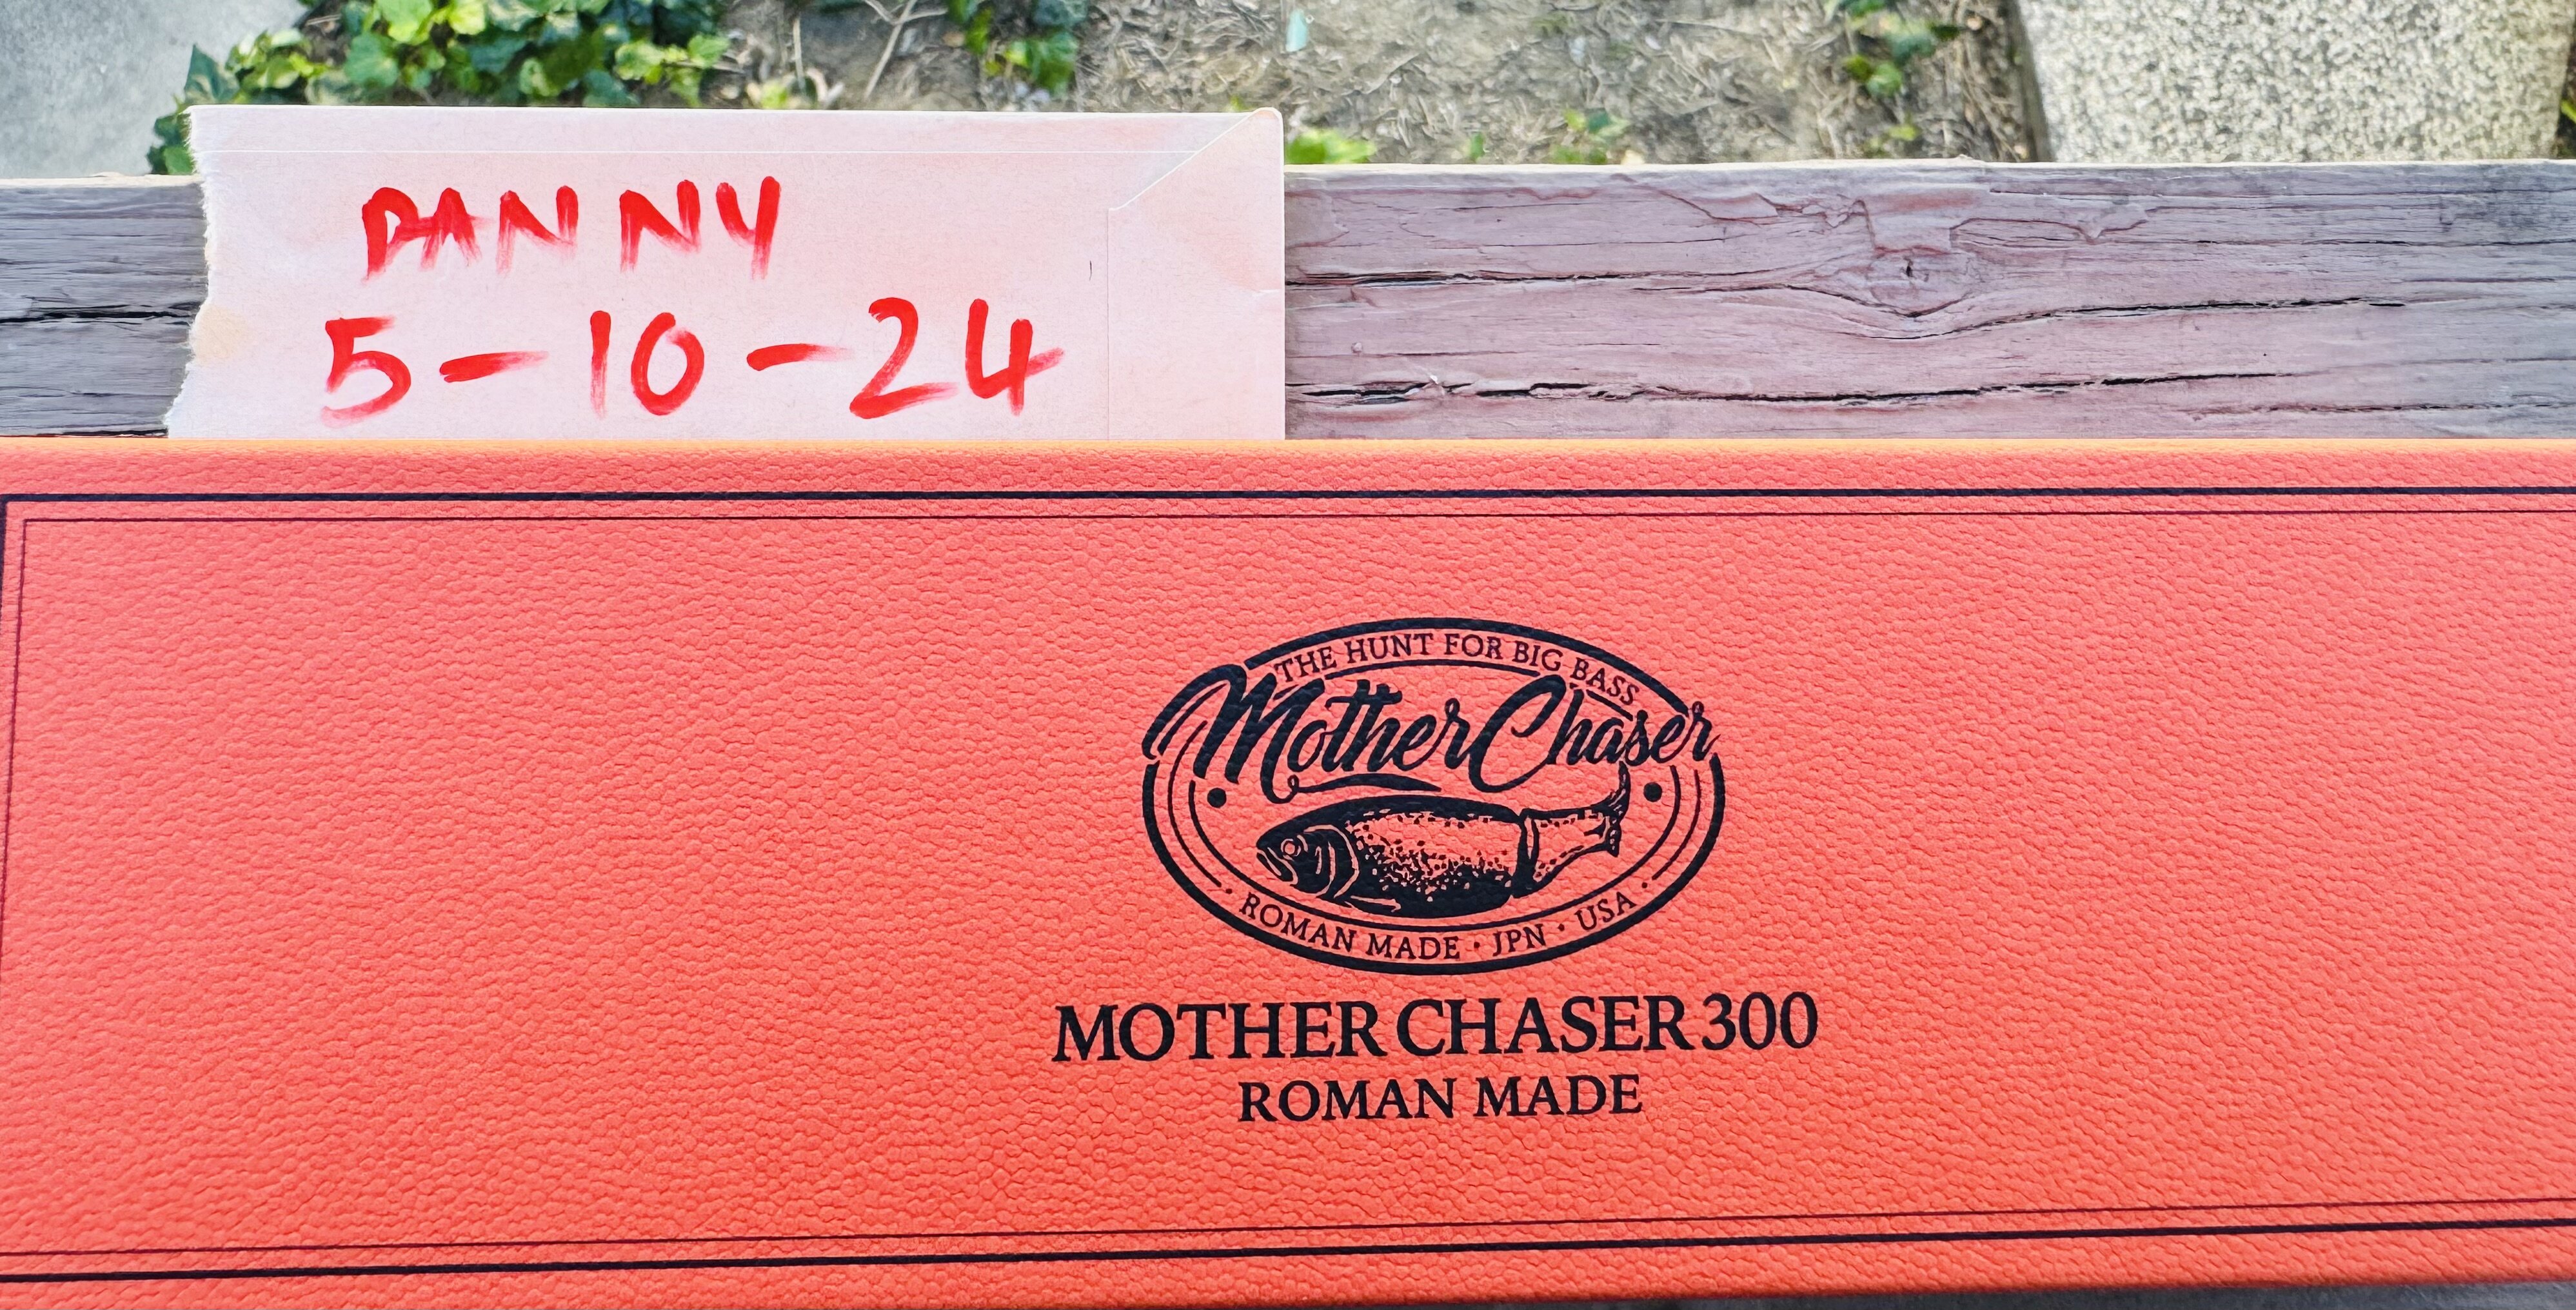 DANNY
5-10-24
THE HUNT FOR BIG BASS
Mother Chaser
ROMAN MADE · JPN · USA
MOTHER CHASER 300
ROMAN MADE